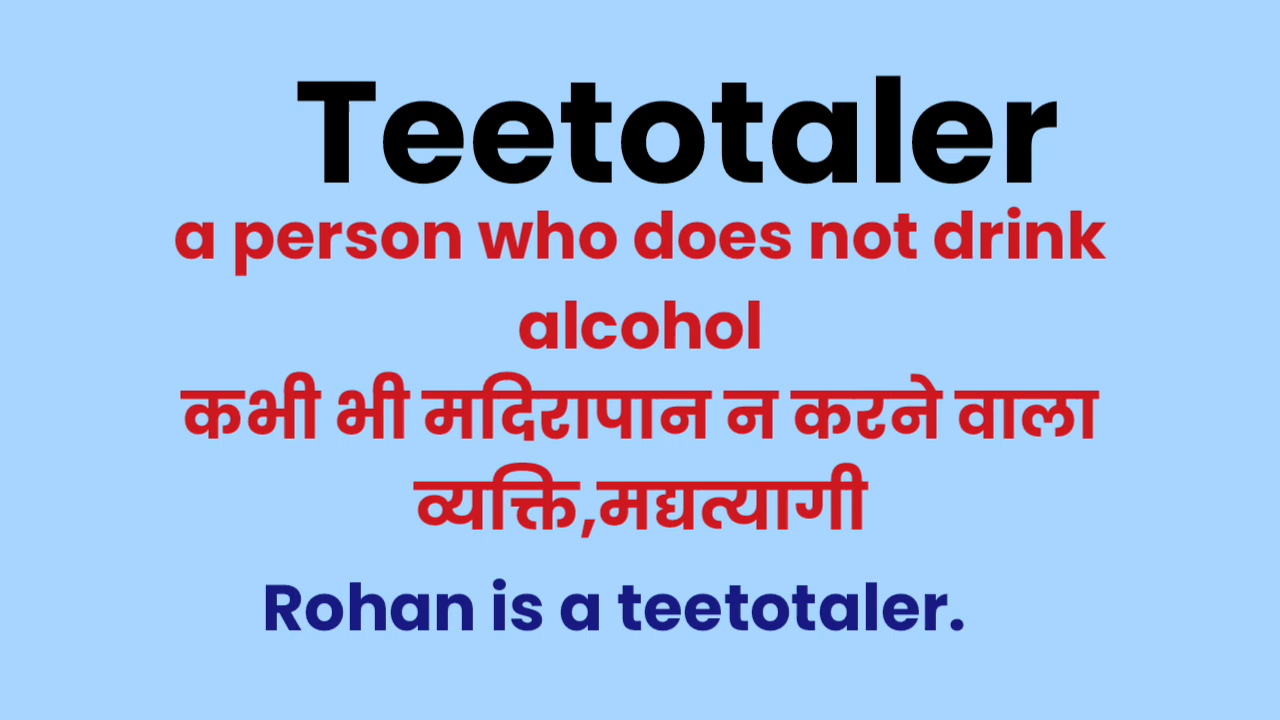 Teetotaler
a person who does not drink
alcohol
कभी भी मदिरापान न करने वाला
व्यक्ति,मद्यत्यागी
Rohan is a teetotaler.